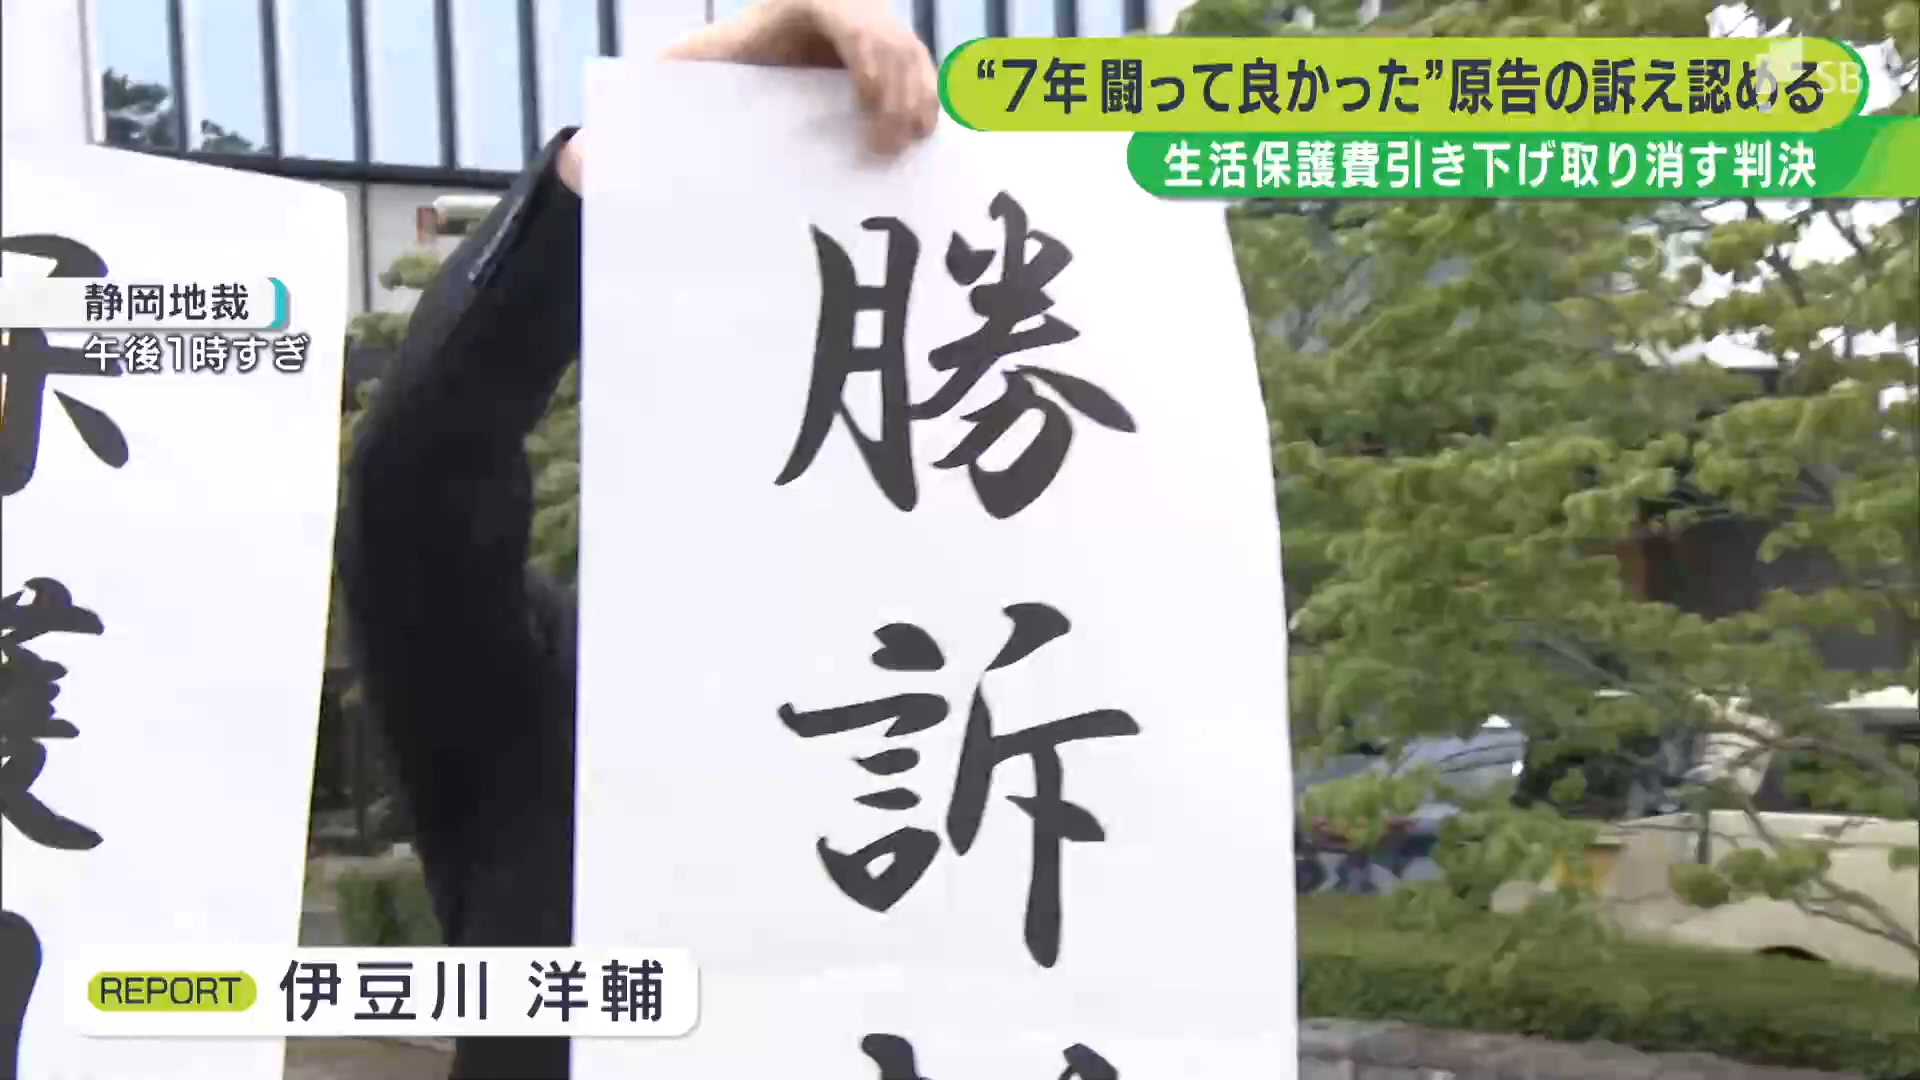 “7年 闘って良かった”原告の訴え認める
生活保護費引き下げ取り消す判決
静岡地裁
午後1時すぎ
勝訴
REPORT 伊豆川 洋輔